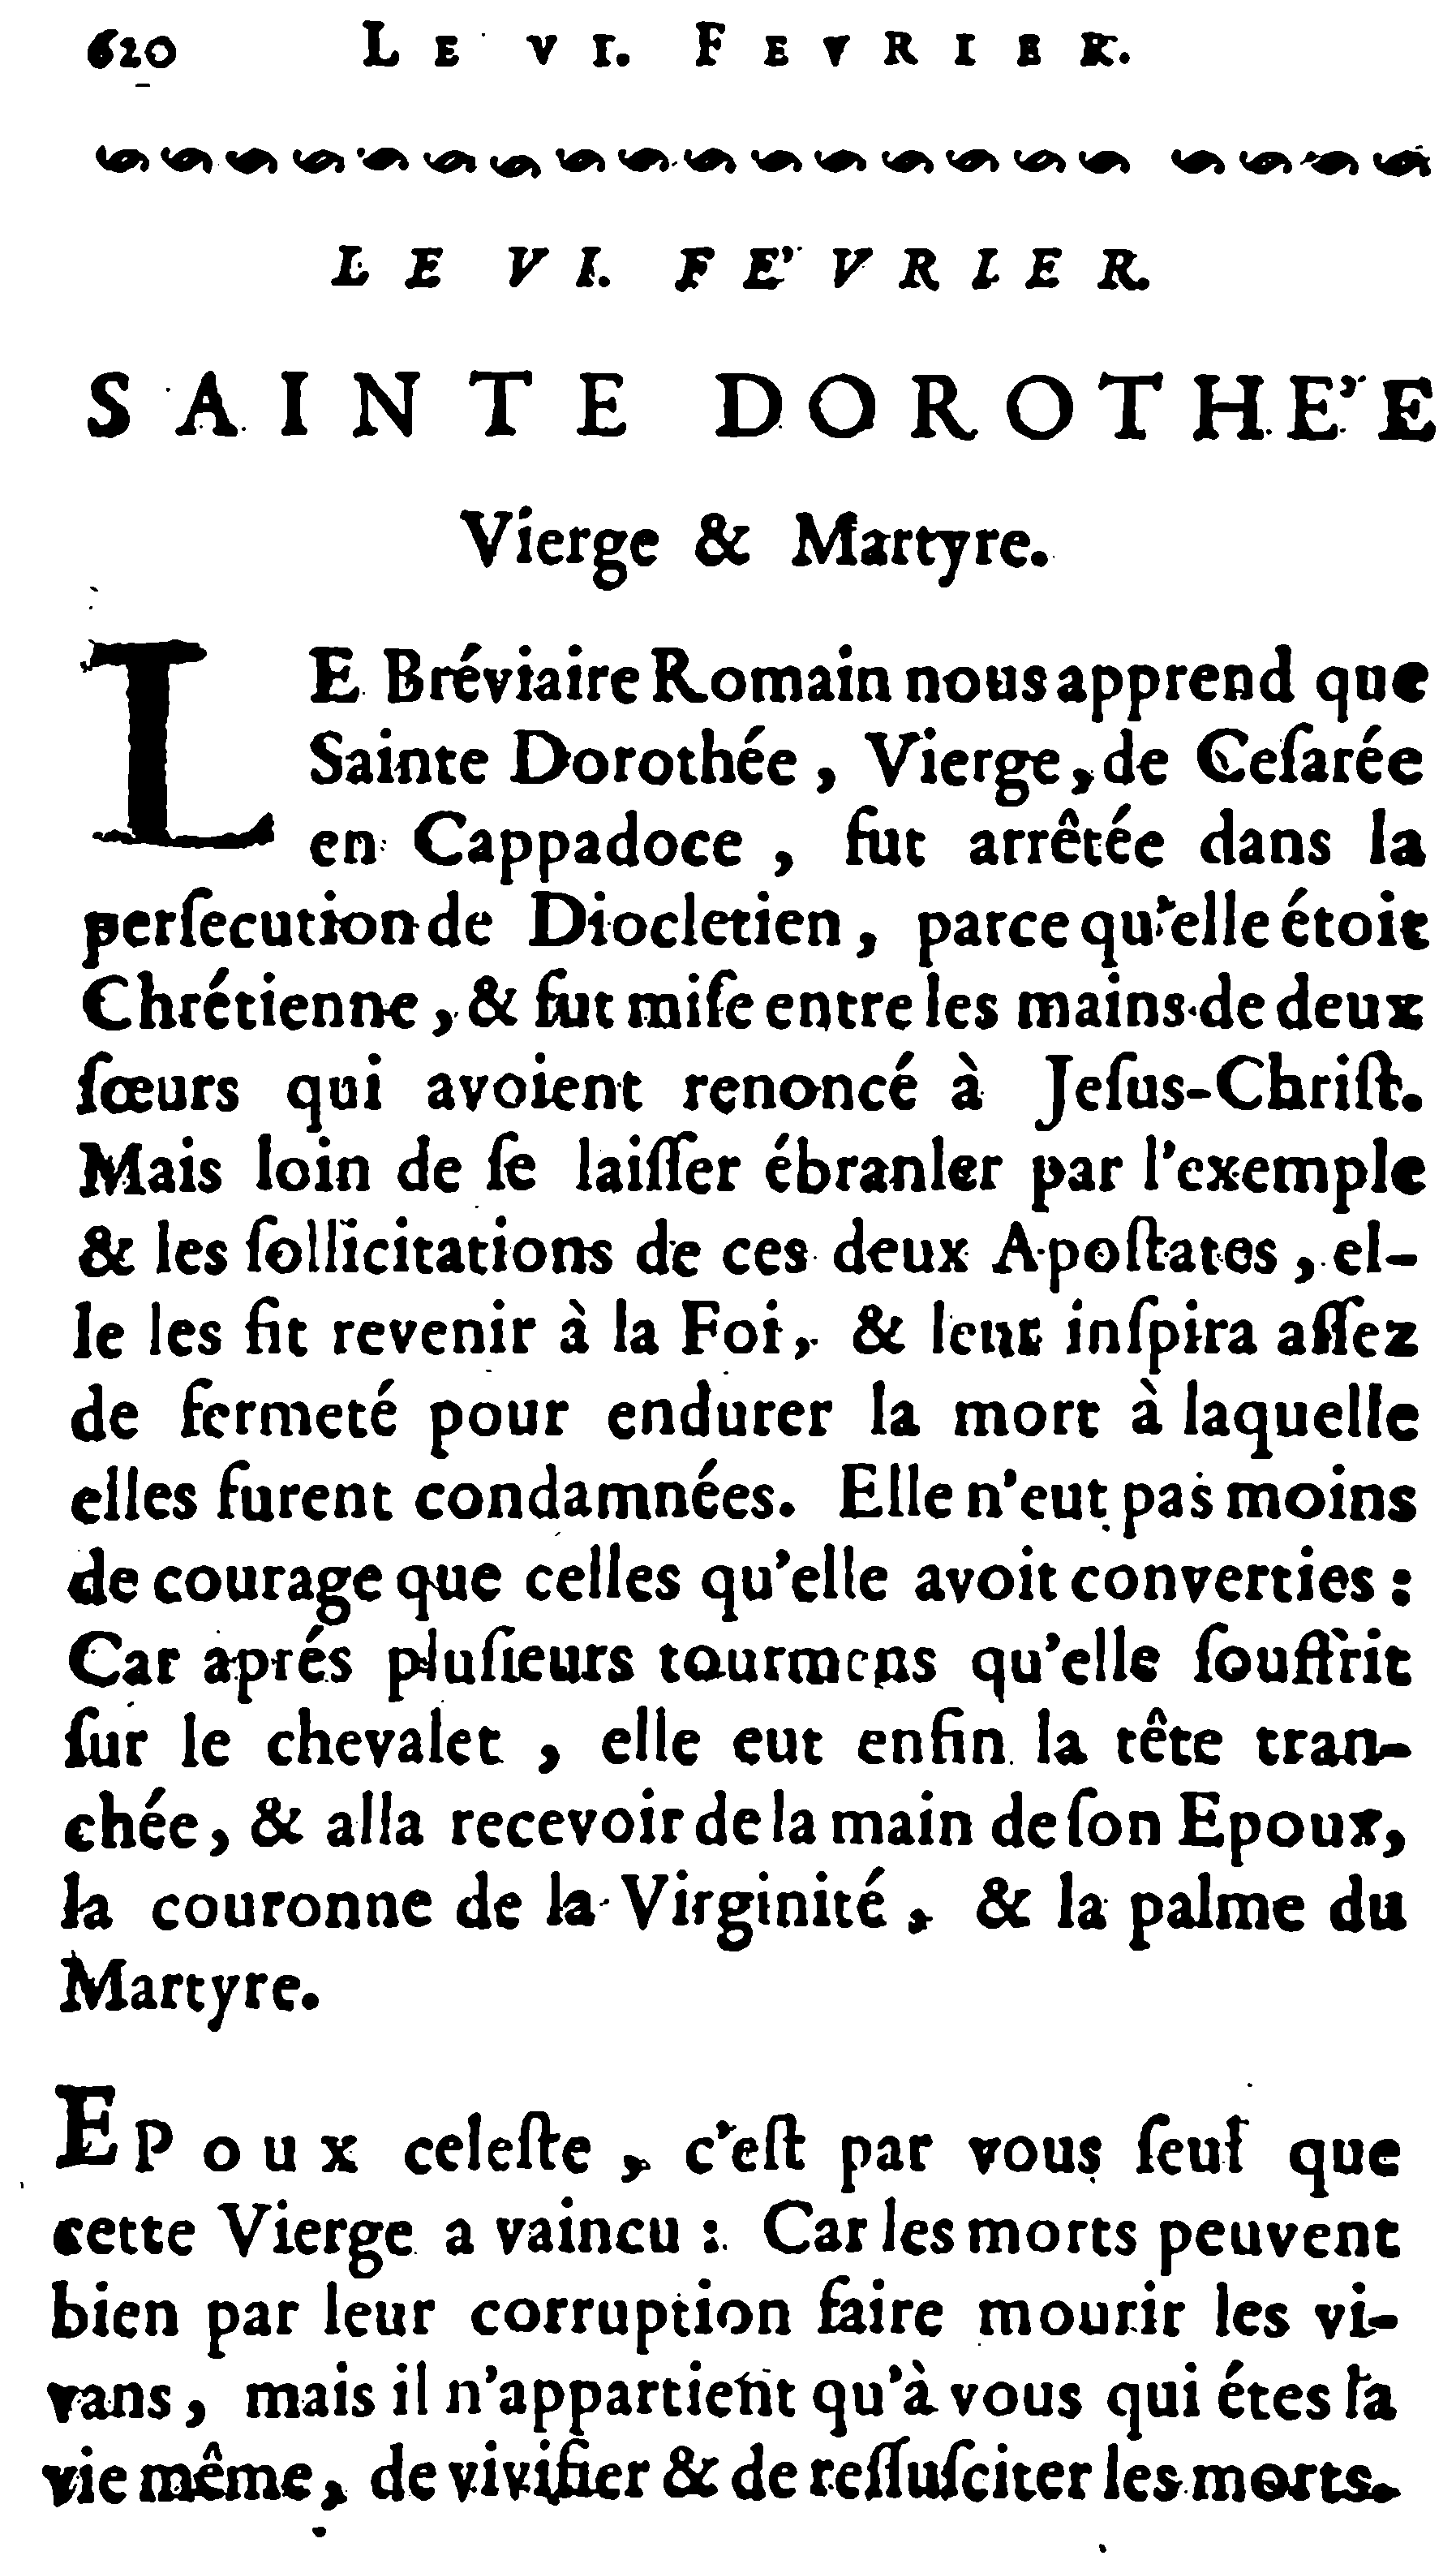 620 LE VI. FEVRIER.
LE VI. FE'VRIER.
SAINTE DOROTHE'E
Vierge & Martyre.
LE Bréviaire Romain nous apprend que
Sainte Dorothée, Vierge, de Ceſarée
en Cappadoce, fut arrêtée dans la
perſecution de Diocletien, parce qu'elle étoit
Chrétienne, & fut miſe entre les mains de deux
ſœurs qui avoient renoncé à Jeſus-Chriſt.
Mais loin de ſe laiſſer ébranler par l'exemple
& les ſollicitations de ces deux Apoſtates, el-
le les fit revenir à la Foi, & leur inſpira aſſez
de fermeté pour endurer la mort à laquelle
elles furent condamnées. Elle n'eut pas moins
de courage que celles qu'elle avoit converties :
Car aprés pluſieurs tourmens qu'elle ſouffrit
ſur le chevalet, elle eut enfin la tête tran-
chée, & alla recevoir de la main de ſon Epoux,
la couronne de la Virginité, & la palme du
Martyre.
EPoux celeſte, c'eſt par vous ſeul que
cette Vierge a vaincu : Car les morts peuvent
bien par leur corruption faire mourir les vi-
vans, mais il n'appartient qu'à vous qui étes la
vie même, de vivifier & de reſſuſciter les morts.